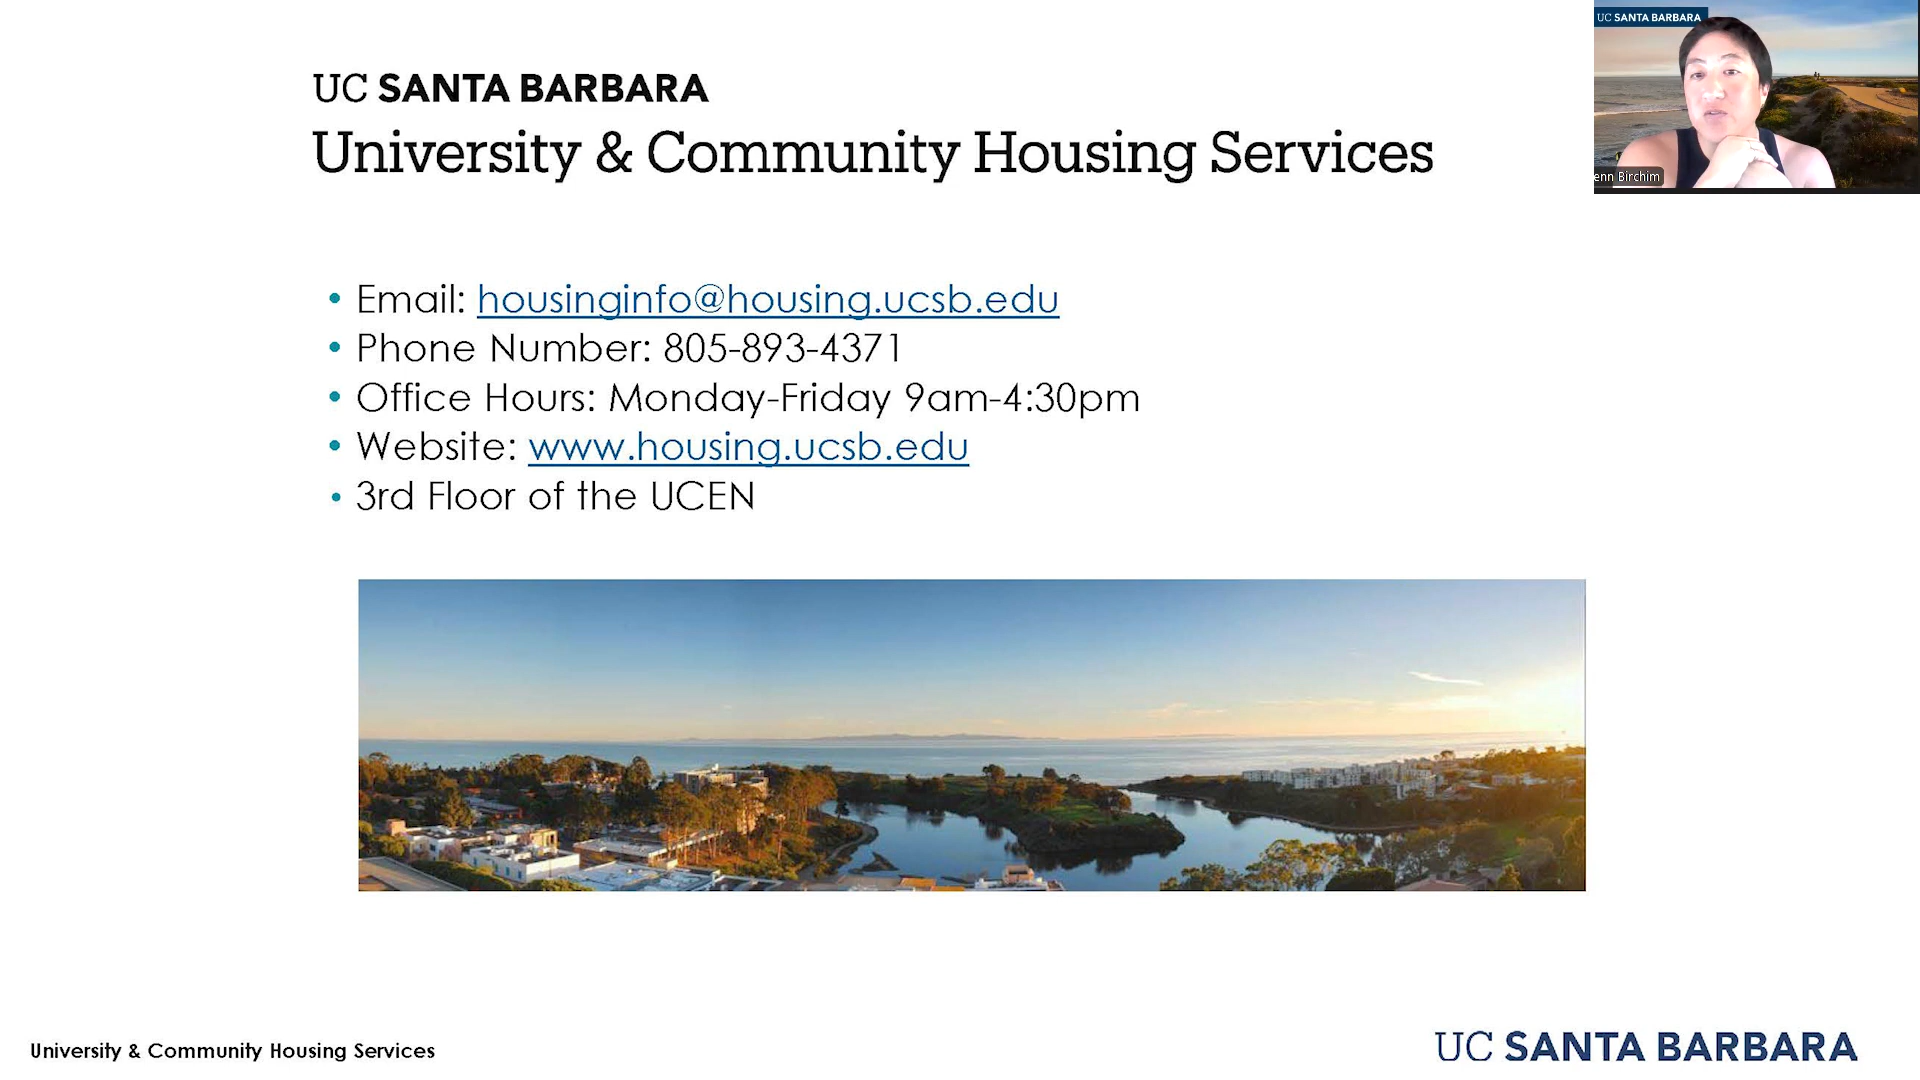 UC SANTA BARBARA
UC SANTA BARBARA
University & Community Housing Services
enn Birchim
• Email: housinginfo@housing.ucsb.edu
• Phone Number: 805-893-4371
• Office Hours: Monday-Friday 9am-4:30pm
• Website: www.housing.ucsb.edu
• 3rd Floor of the UCEN
University & Community Housing Services
UC SANTA BARBARA